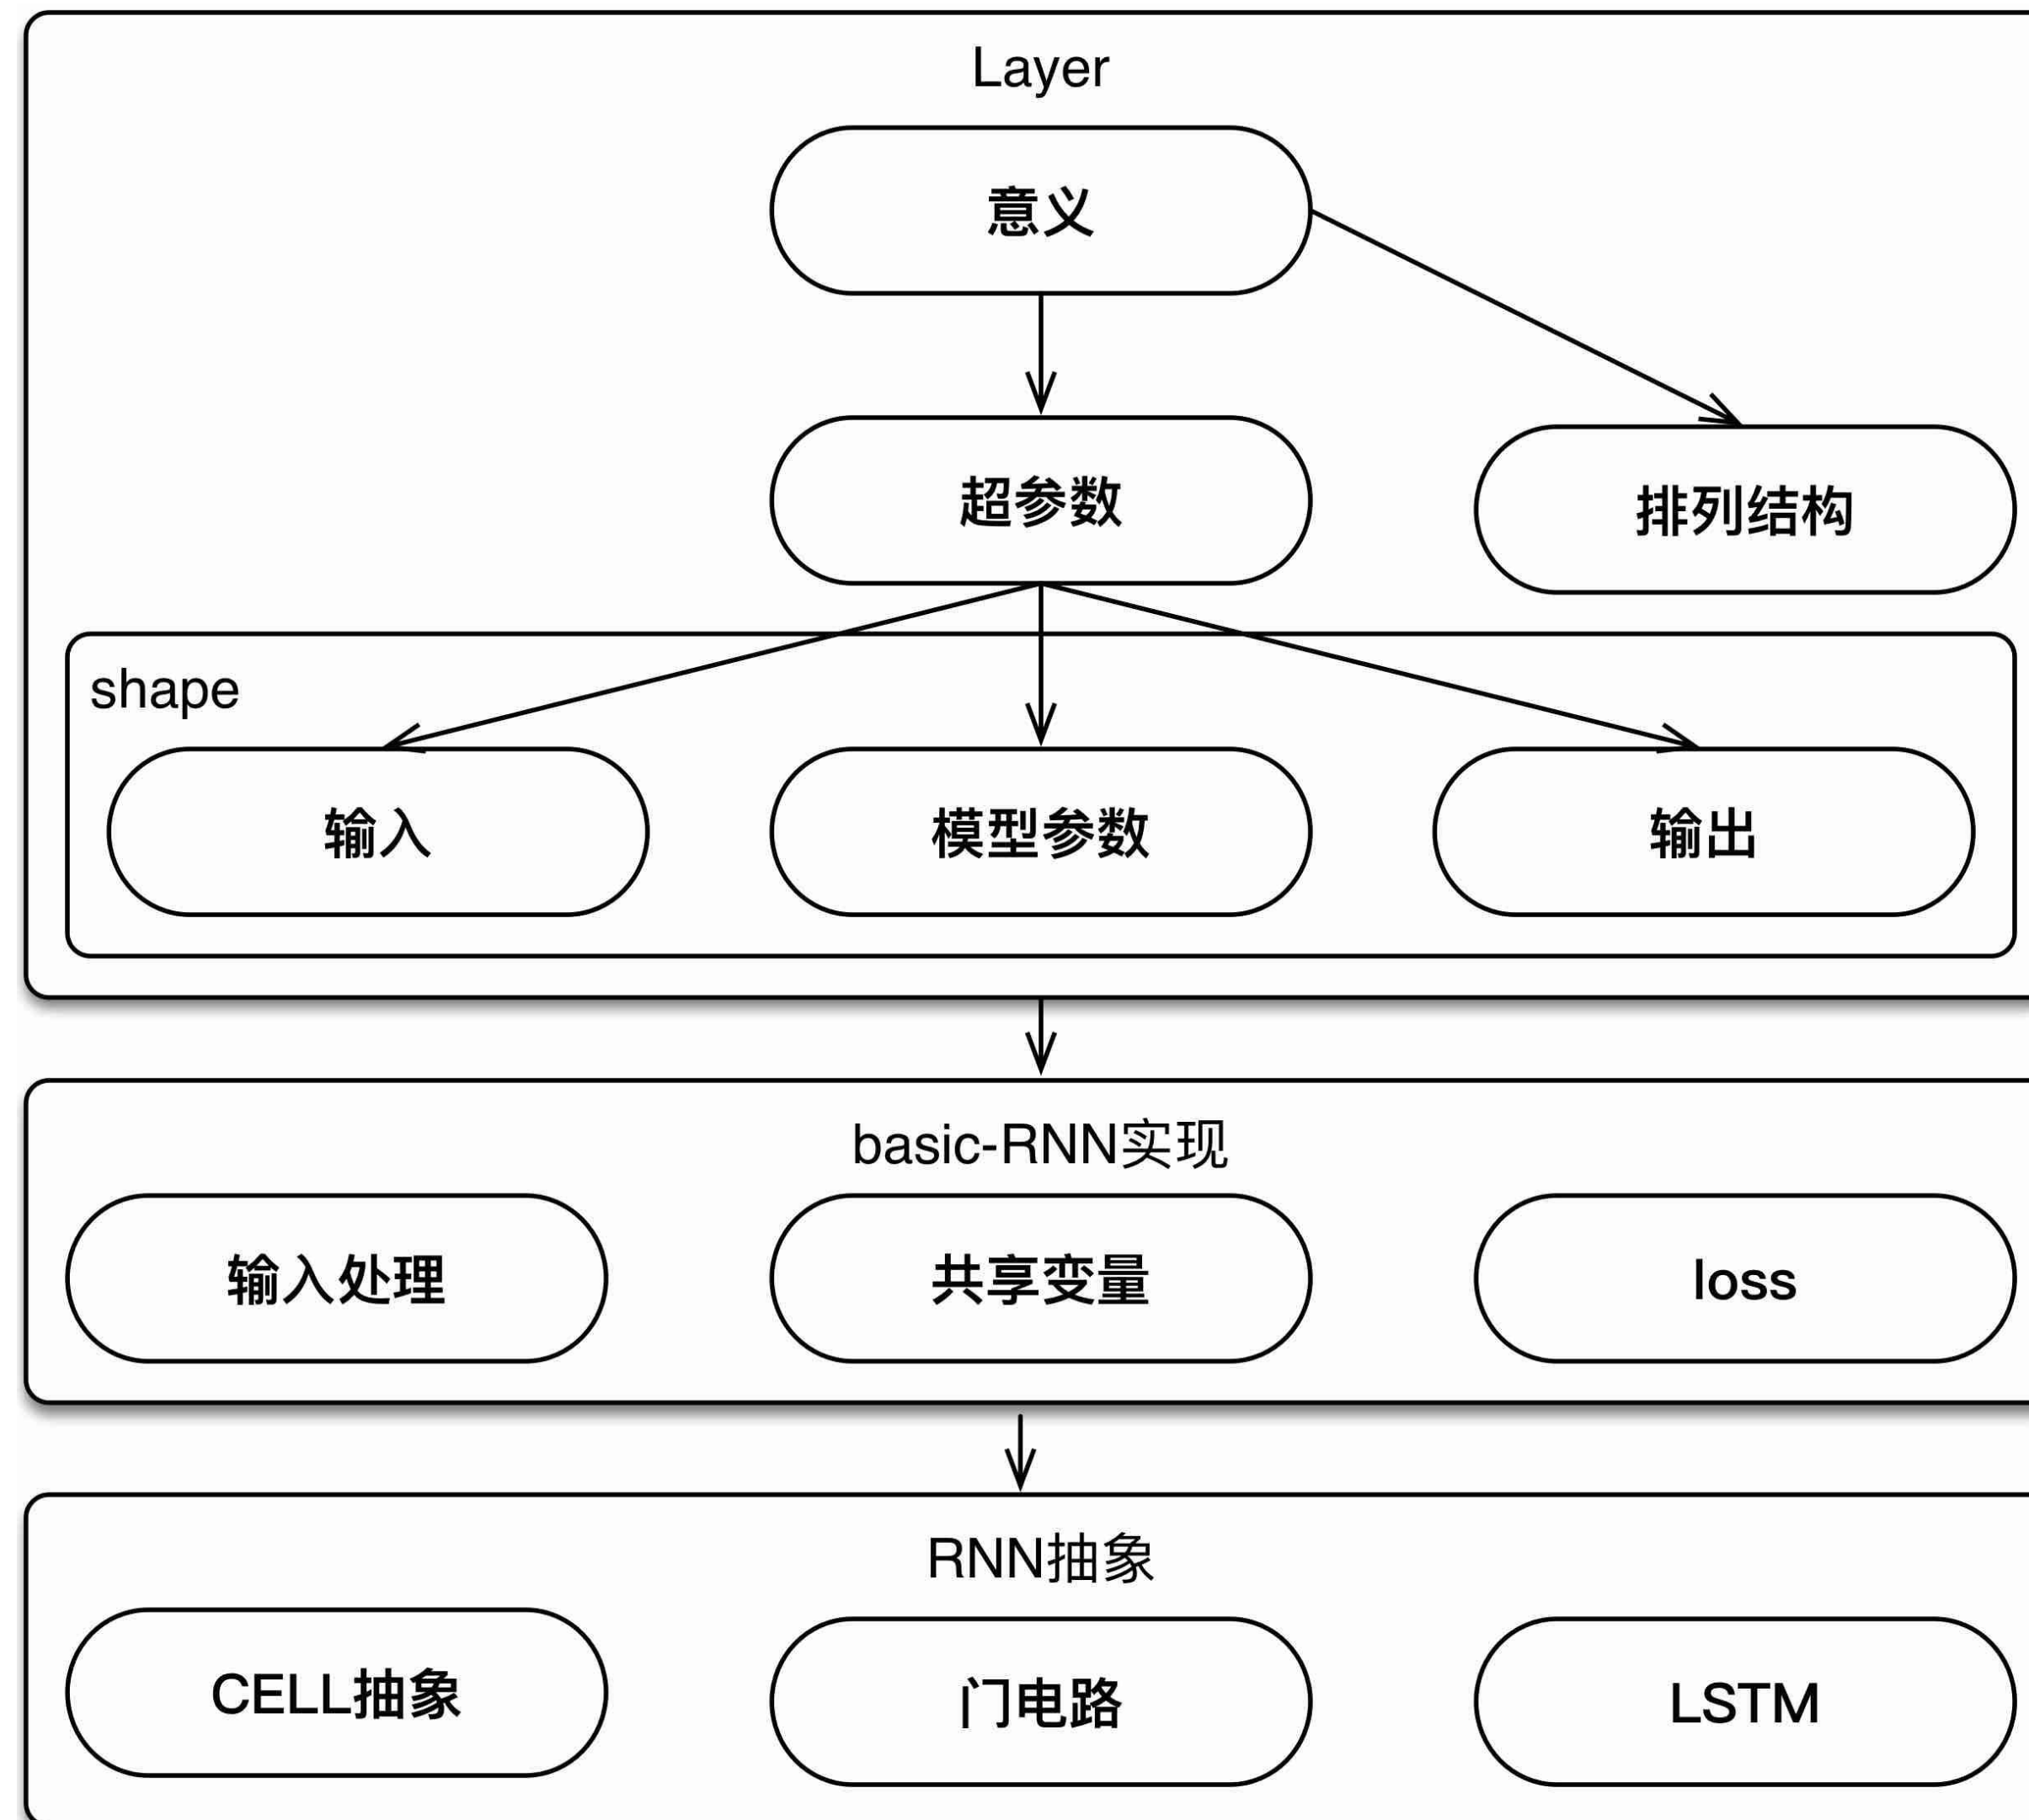 Layer
意义
超参数
排列结构
shape
输入
模型参数
输出
basic-RNN实现
输入处理
共享变量
loss
RNN抽象
CELL抽象
门电路
LSTM